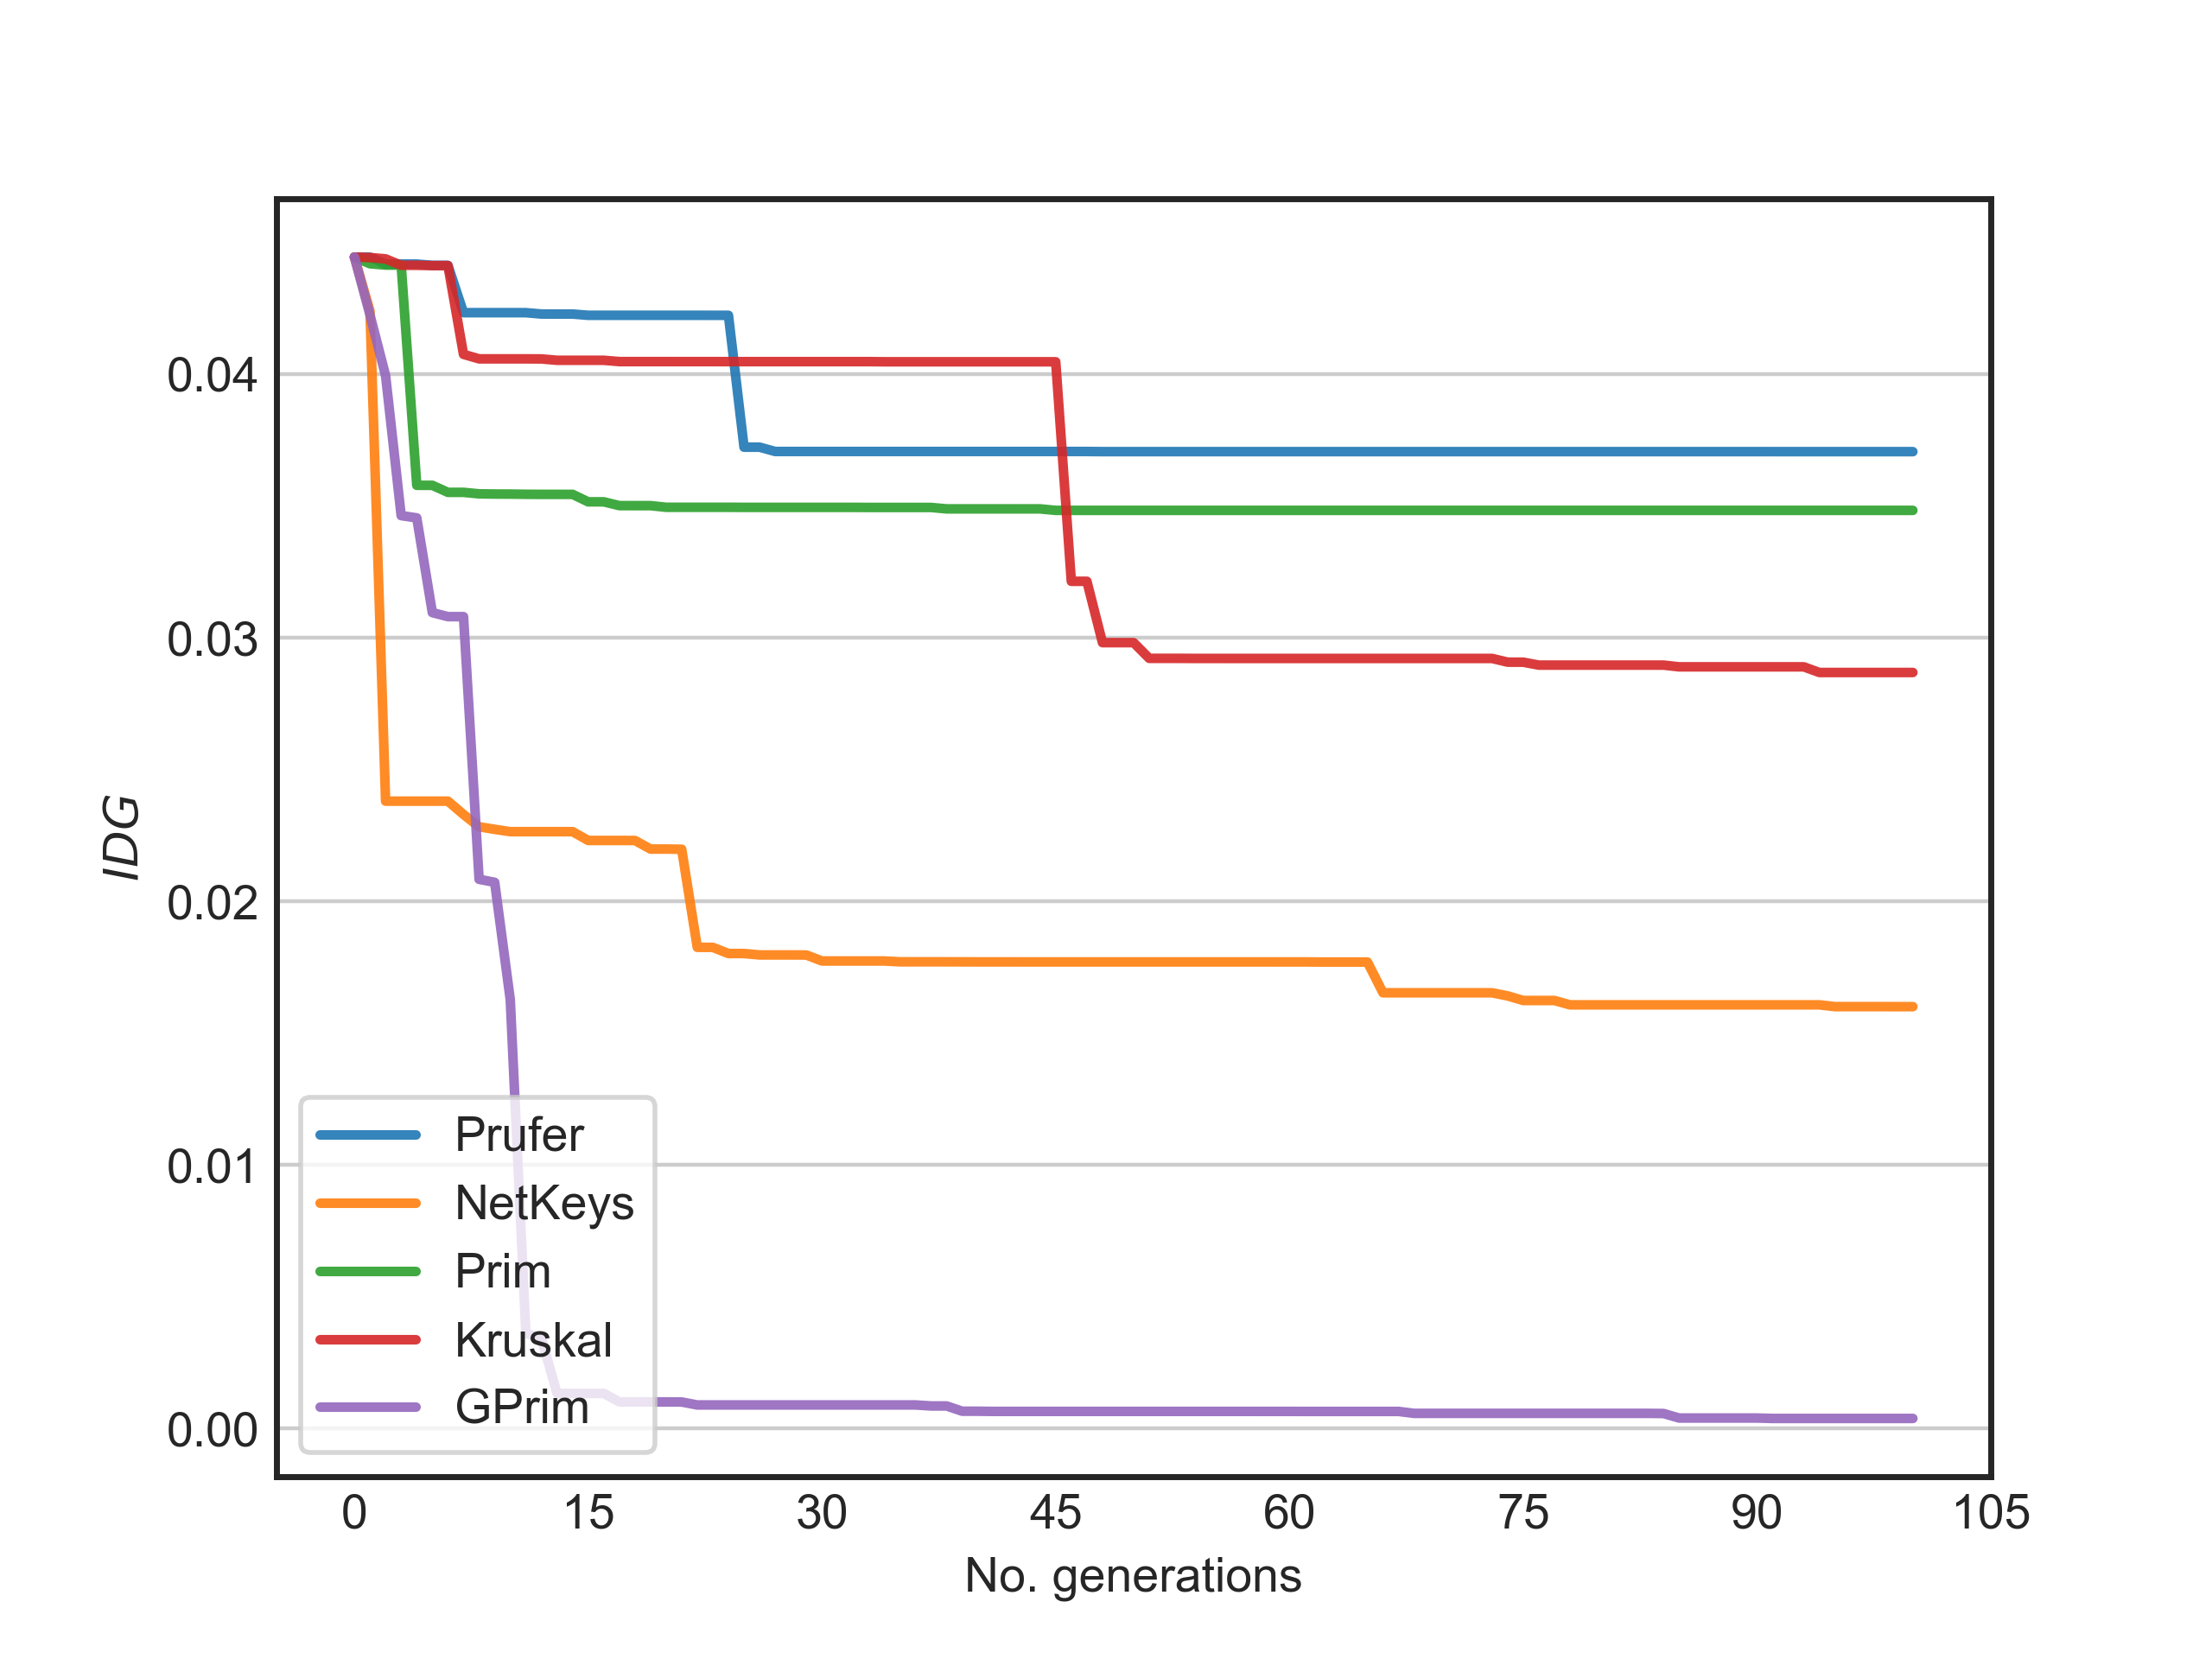 0.04
0.03
0.02
0.01
0.00
IDG
Prufer
NetKeys
Prim
Kruskal
GPrim
0 15 30 45 60 75 90 105
No. generations